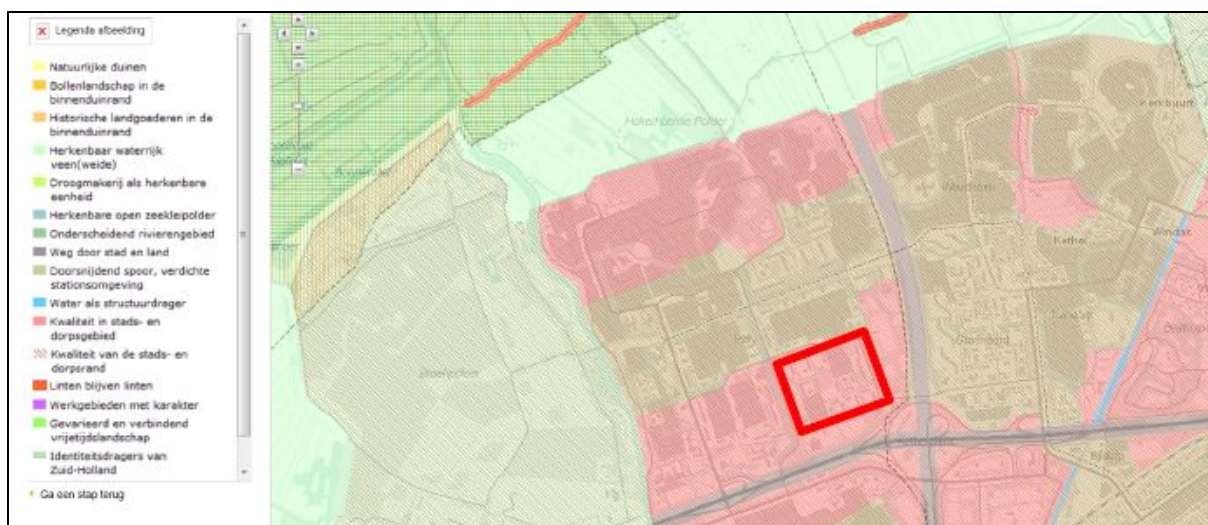 Legenda afbeelding
Natuurlijke duinen
Bollenlandschap in de
binnenduinrand
Historische landgoederen in de
binnenduinrand
Herkenbaar waterrijk
veen(weide)
Droogmakerij als herkenbare
eenheid
Herkenbare open zeekleipolder
Onderscheidend rivierengebied
Weg door stad en land
Doorsnijdend spoor, verdichte
stationsomgeving
Water als structuurdrager
Kwaliteit in stads- en
dorpsgebied
Kwaliteit van de stads- en
dorpsrand
Linten blijven linten
Werkgebieden met karakter
Gevarieerd en verbindend
vrijetijdslandschap
Identiteitsdragers van
Zuid-Holland
Ga een stap terug
Polder
Kerkbuurt
Kethel
Windas
Holy